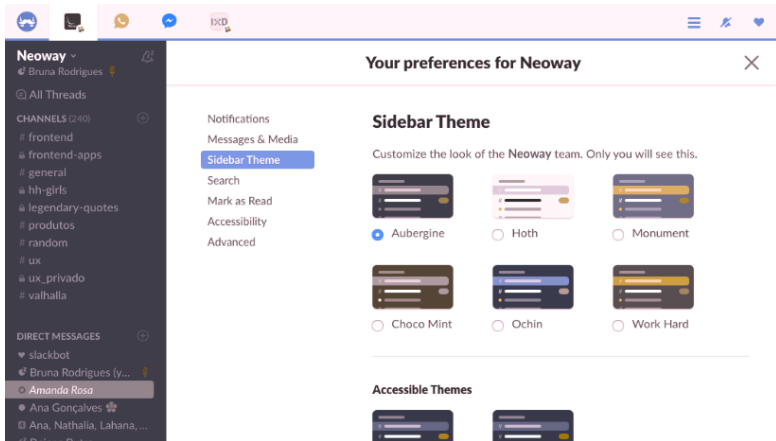 IXD
Neoway
Bruna Rodrigues
All Threads
CHANNELS (240)
# frontend
frontend-apps
# general
hh-girls
legendary-quotes
# produtos
# random
# ux
ux_privado
# valhalla
DIRECT MESSAGES
slackbot
Bruna Rodrigues (y...
Amanda Rosa
Ana Gonçalves
Ana, Nathalia, Lahana, ...
Your preferences for Neoway
Notifications
Messages & Media
Sidebar Theme
Search
Mark as Read
Accessibility
Advanced
Sidebar Theme
Customize the look of the Neoway team. Only you will see this.
Aubergine
Hoth
Monument
Choco Mint
Ochin
Work Hard
Accessible Themes